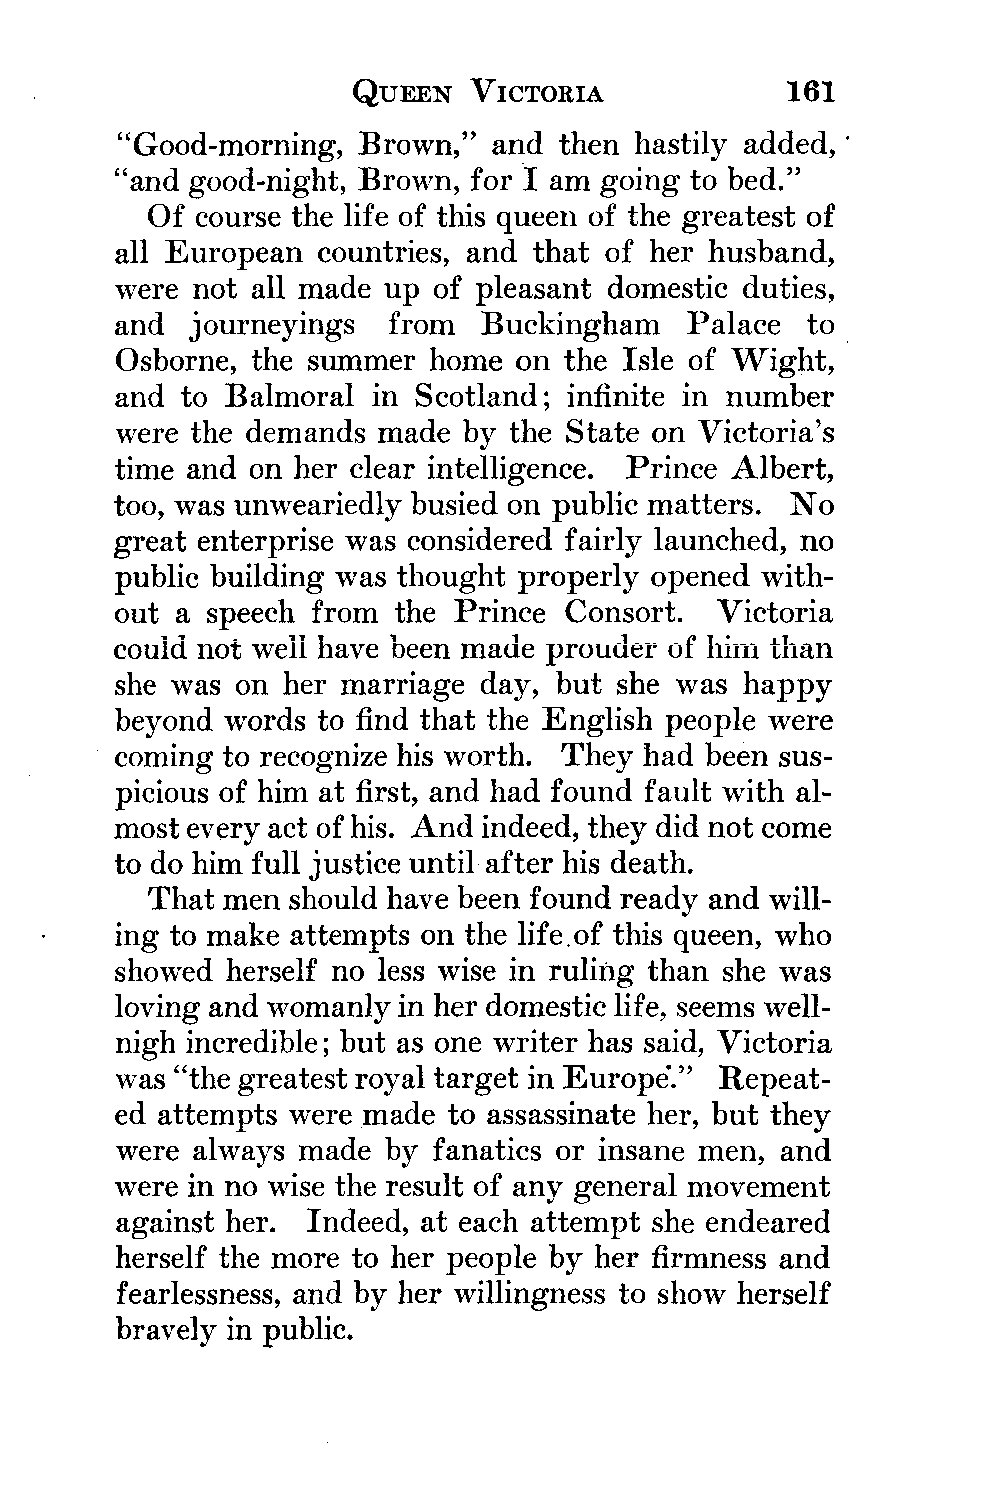 QUEEN VICTORIA 161
“Good-morning, Brown,” and then hastily added,
“and good-night, Brown, for I am going to bed.”
Of course the life of this queen of the greatest of
all European countries, and that of her husband,
were not all made up of pleasant domestic duties,
and journeyings from Buckingham Palace to
Osborne, the summer home on the Isle of Wight,
and to Balmoral in Scotland; infinite in number
were the demands made by the State on Victoria’s
time and on her clear intelligence. Prince Albert,
too, was unweariedly busied on public matters. No
great enterprise was considered fairly launched, no
public building was thought properly opened with-
out a speech from the Prince Consort. Victoria
could not well have been made prouder of him than
she was on her marriage day, but she was happy
beyond words to find that the English people were
coming to recognize his worth. They had been sus-
picious of him at first, and had found fault with al-
most every act of his. And indeed, they did not come
to do him full justice until after his death.
That men should have been found ready and will-
ing to make attempts on the life of this queen, who
showed herself no less wise in ruling than she was
loving and womanly in her domestic life, seems well-
nigh incredible; but as one writer has said, Victoria
was “the greatest royal target in Europe.” Repeat-
ed attempts were made to assassinate her, but they
were always made by fanatics or insane men, and
were in no wise the result of any general movement
against her. Indeed, at each attempt she endeared
herself the more to her people by her firmness and
fearlessness, and by her willingness to show herself
bravely in public.